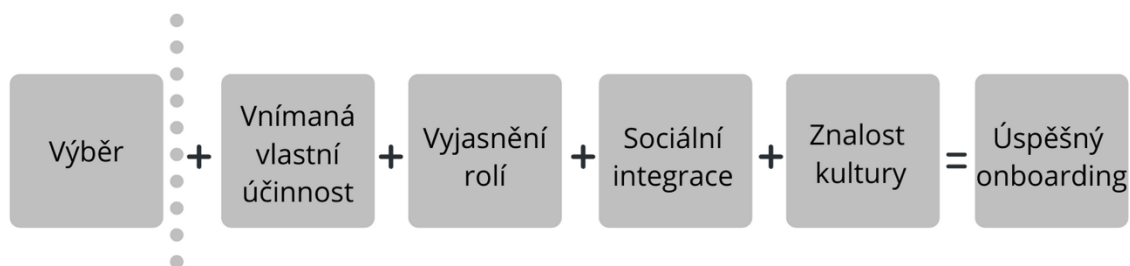 Výběr
+
Vnímaná
vlastní
účinnost
+
Vyjasnění
rolí
+
Sociální
integrace
+
Znalost
kultury
=
Úspěšný
onboarding